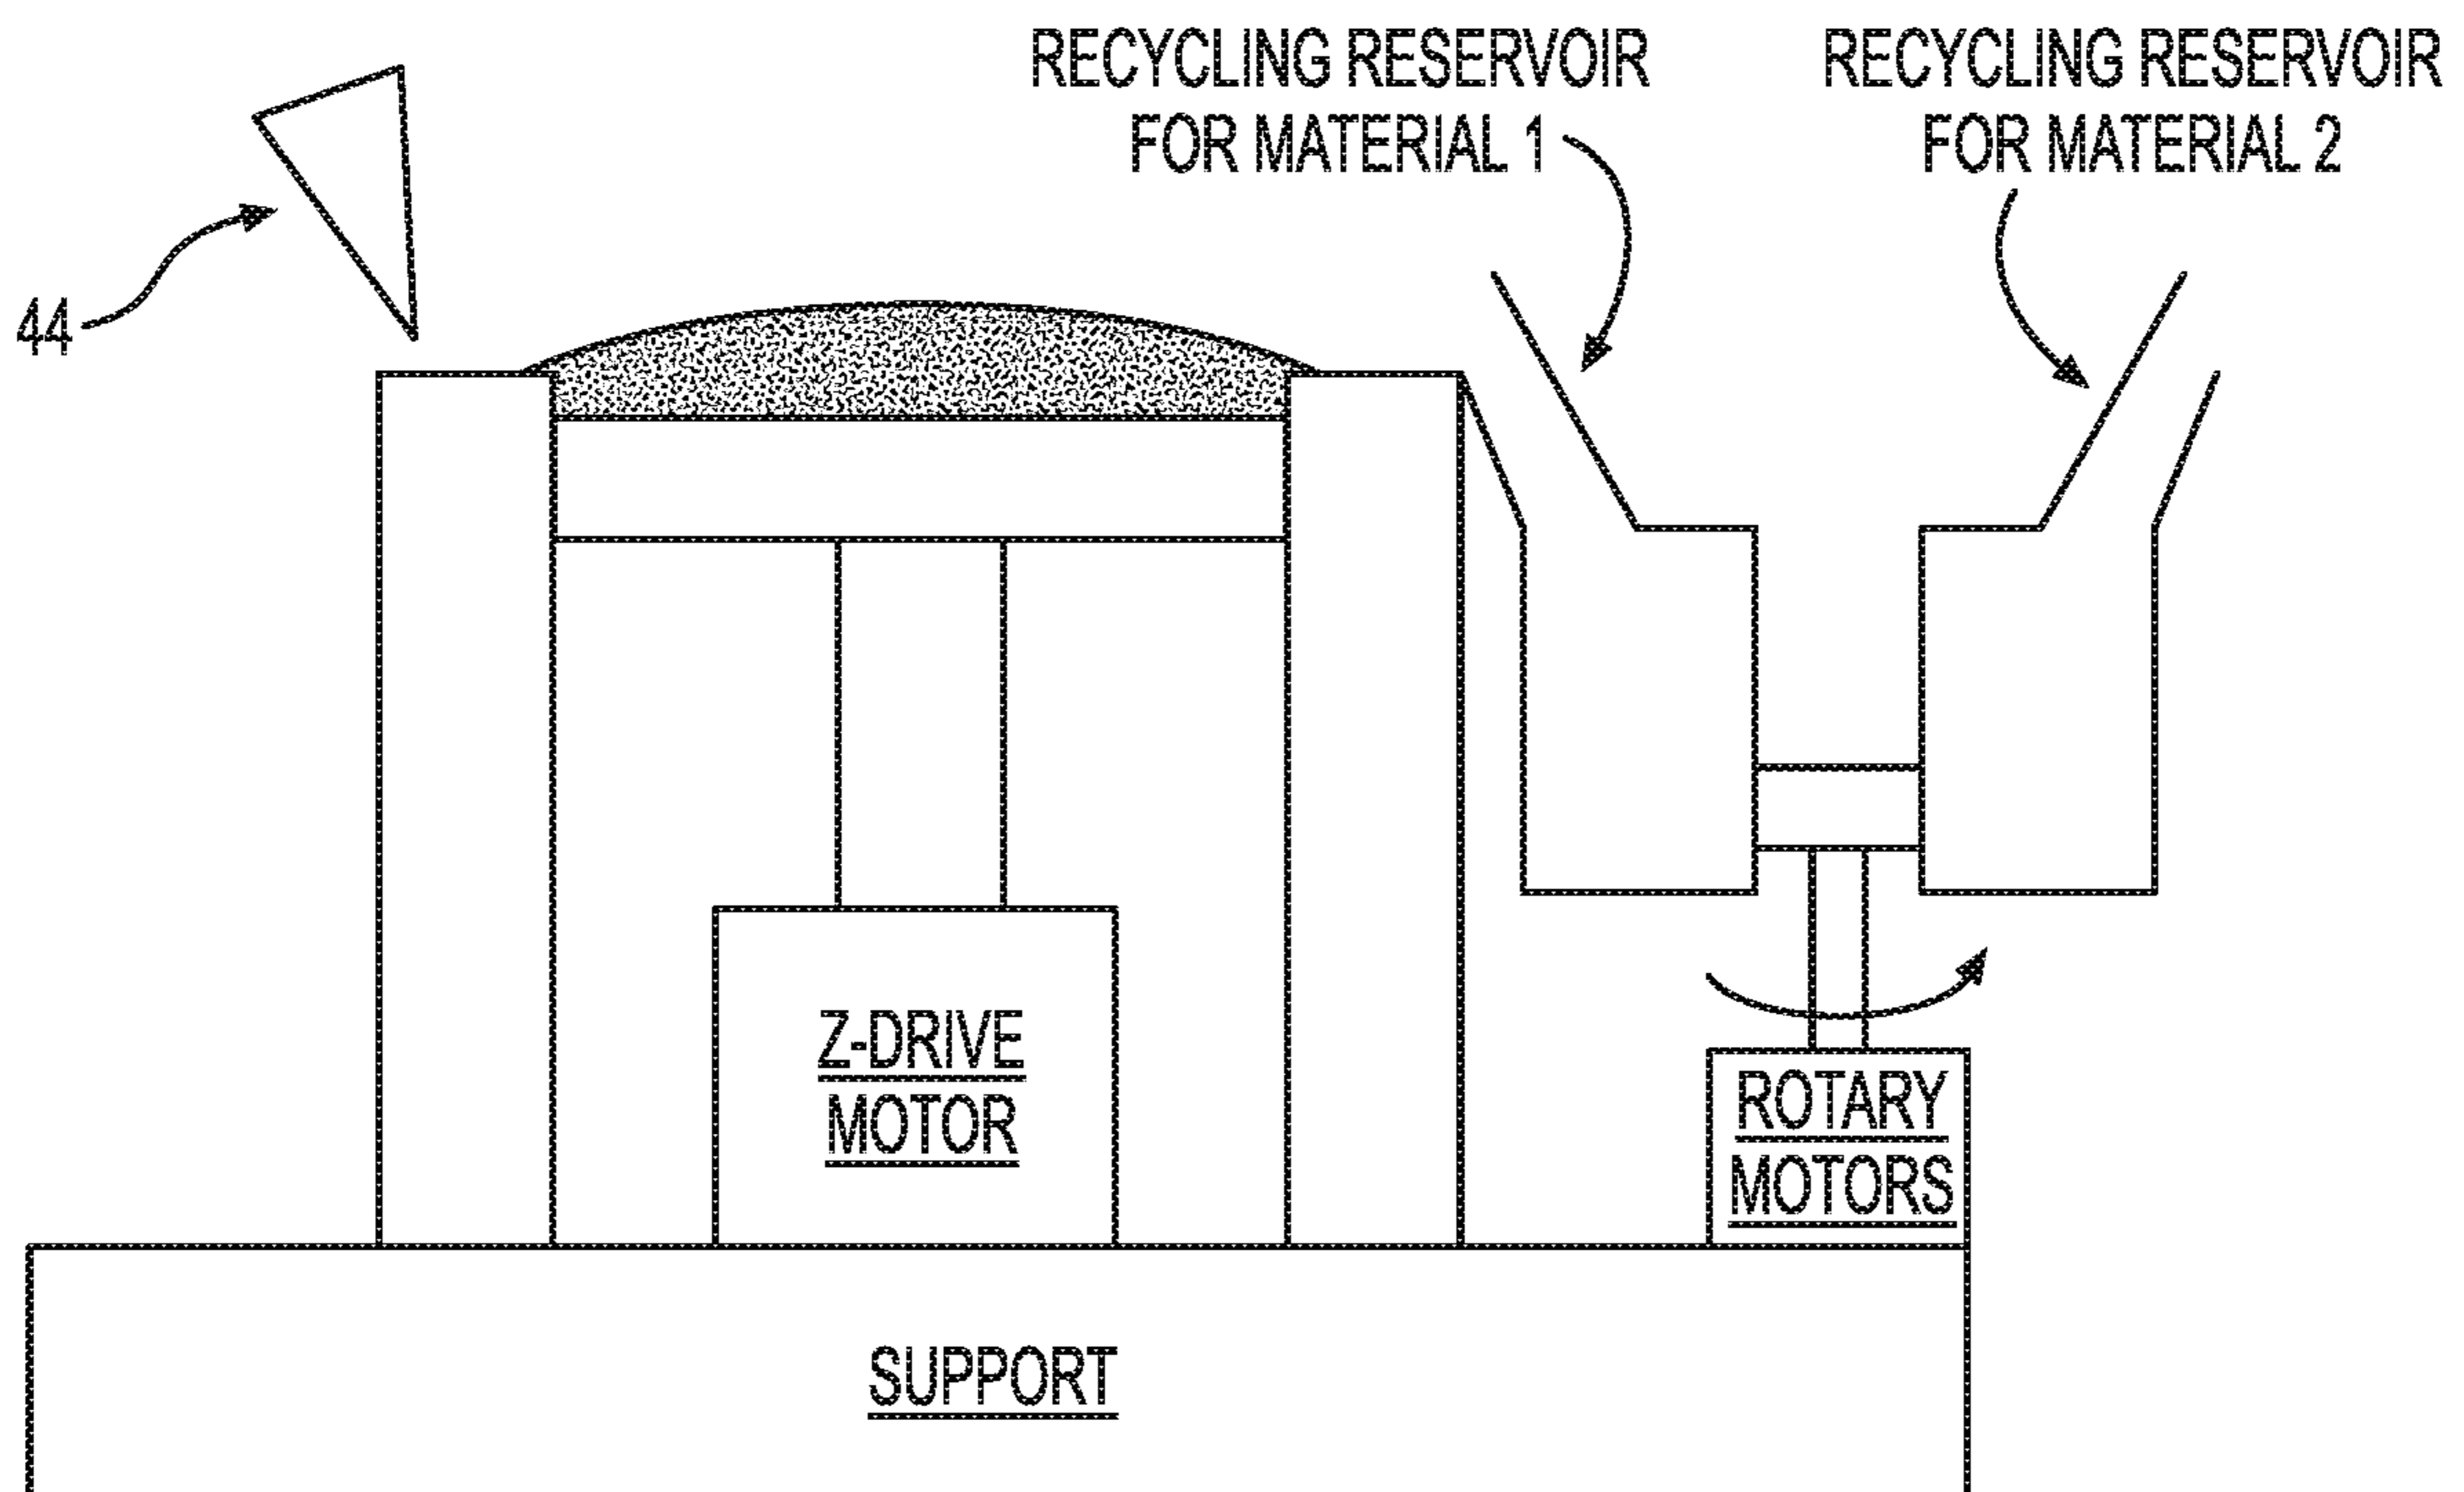 RECYCLING RESERVOIR
FOR MATERIAL 1
RECYCLING RESERVOIR
FOR MATERIAL 2
44
Z-DRIVE
MOTOR
ROTARY
MOTORS
SUPPORT